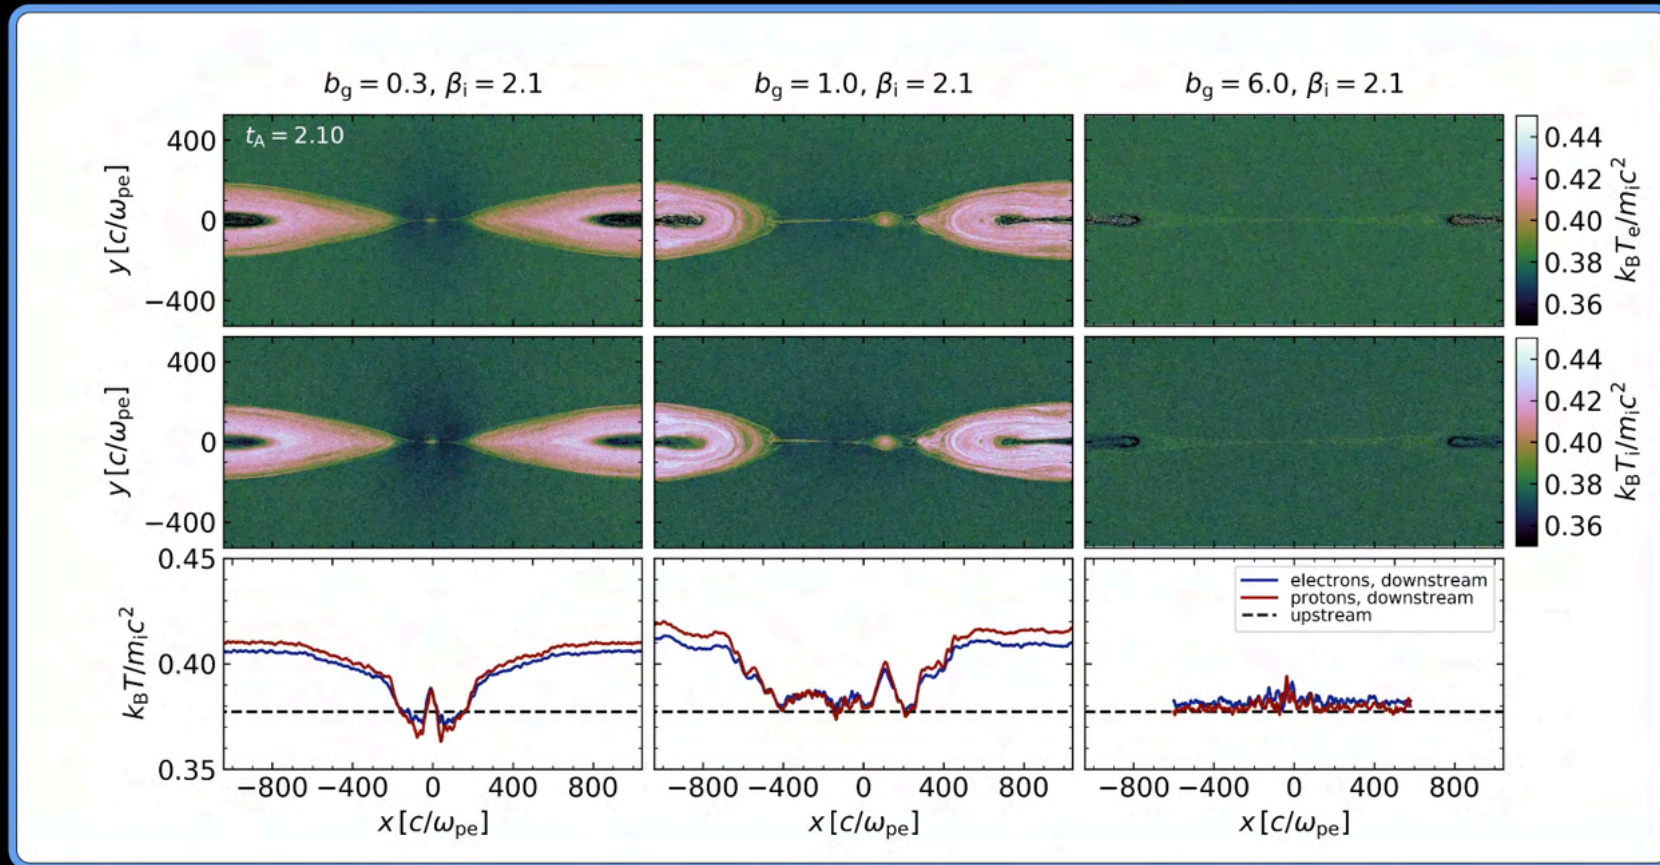 b_g = 0.3, β_i = 2.1
b_g = 1.0, β_i = 2.1
b_g = 6.0, β_i = 2.1
t_A = 2.10
y [c/ω_pe]
400
0
−400
0.44
0.42
0.40
0.38
0.36
k_B T_e/m_i c²
y [c/ω_pe]
400
0
−400
0.44
0.42
0.40
0.38
0.36
k_B T_i/m_i c²
k_B T/m_i c²
0.45
0.40
0.35
electrons, downstream
protons, downstream
upstream
−800 −400 0 400 800
−800 −400 0 400 800
−800 −400 0 400 800
x [c/ω_pe]
x [c/ω_pe]
x [c/ω_pe]